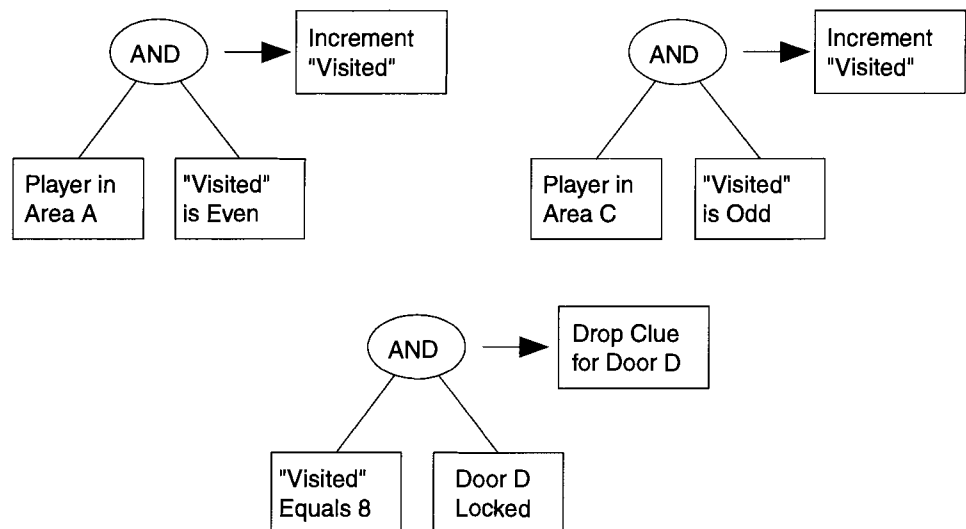 AND
Increment
"Visited"
Player in
Area A
"Visited"
is Even
AND
Increment
"Visited"
Player in
Area C
"Visited"
is Odd
AND
Drop Clue
for Door D
"Visited"
Equals 8
Door D
Locked